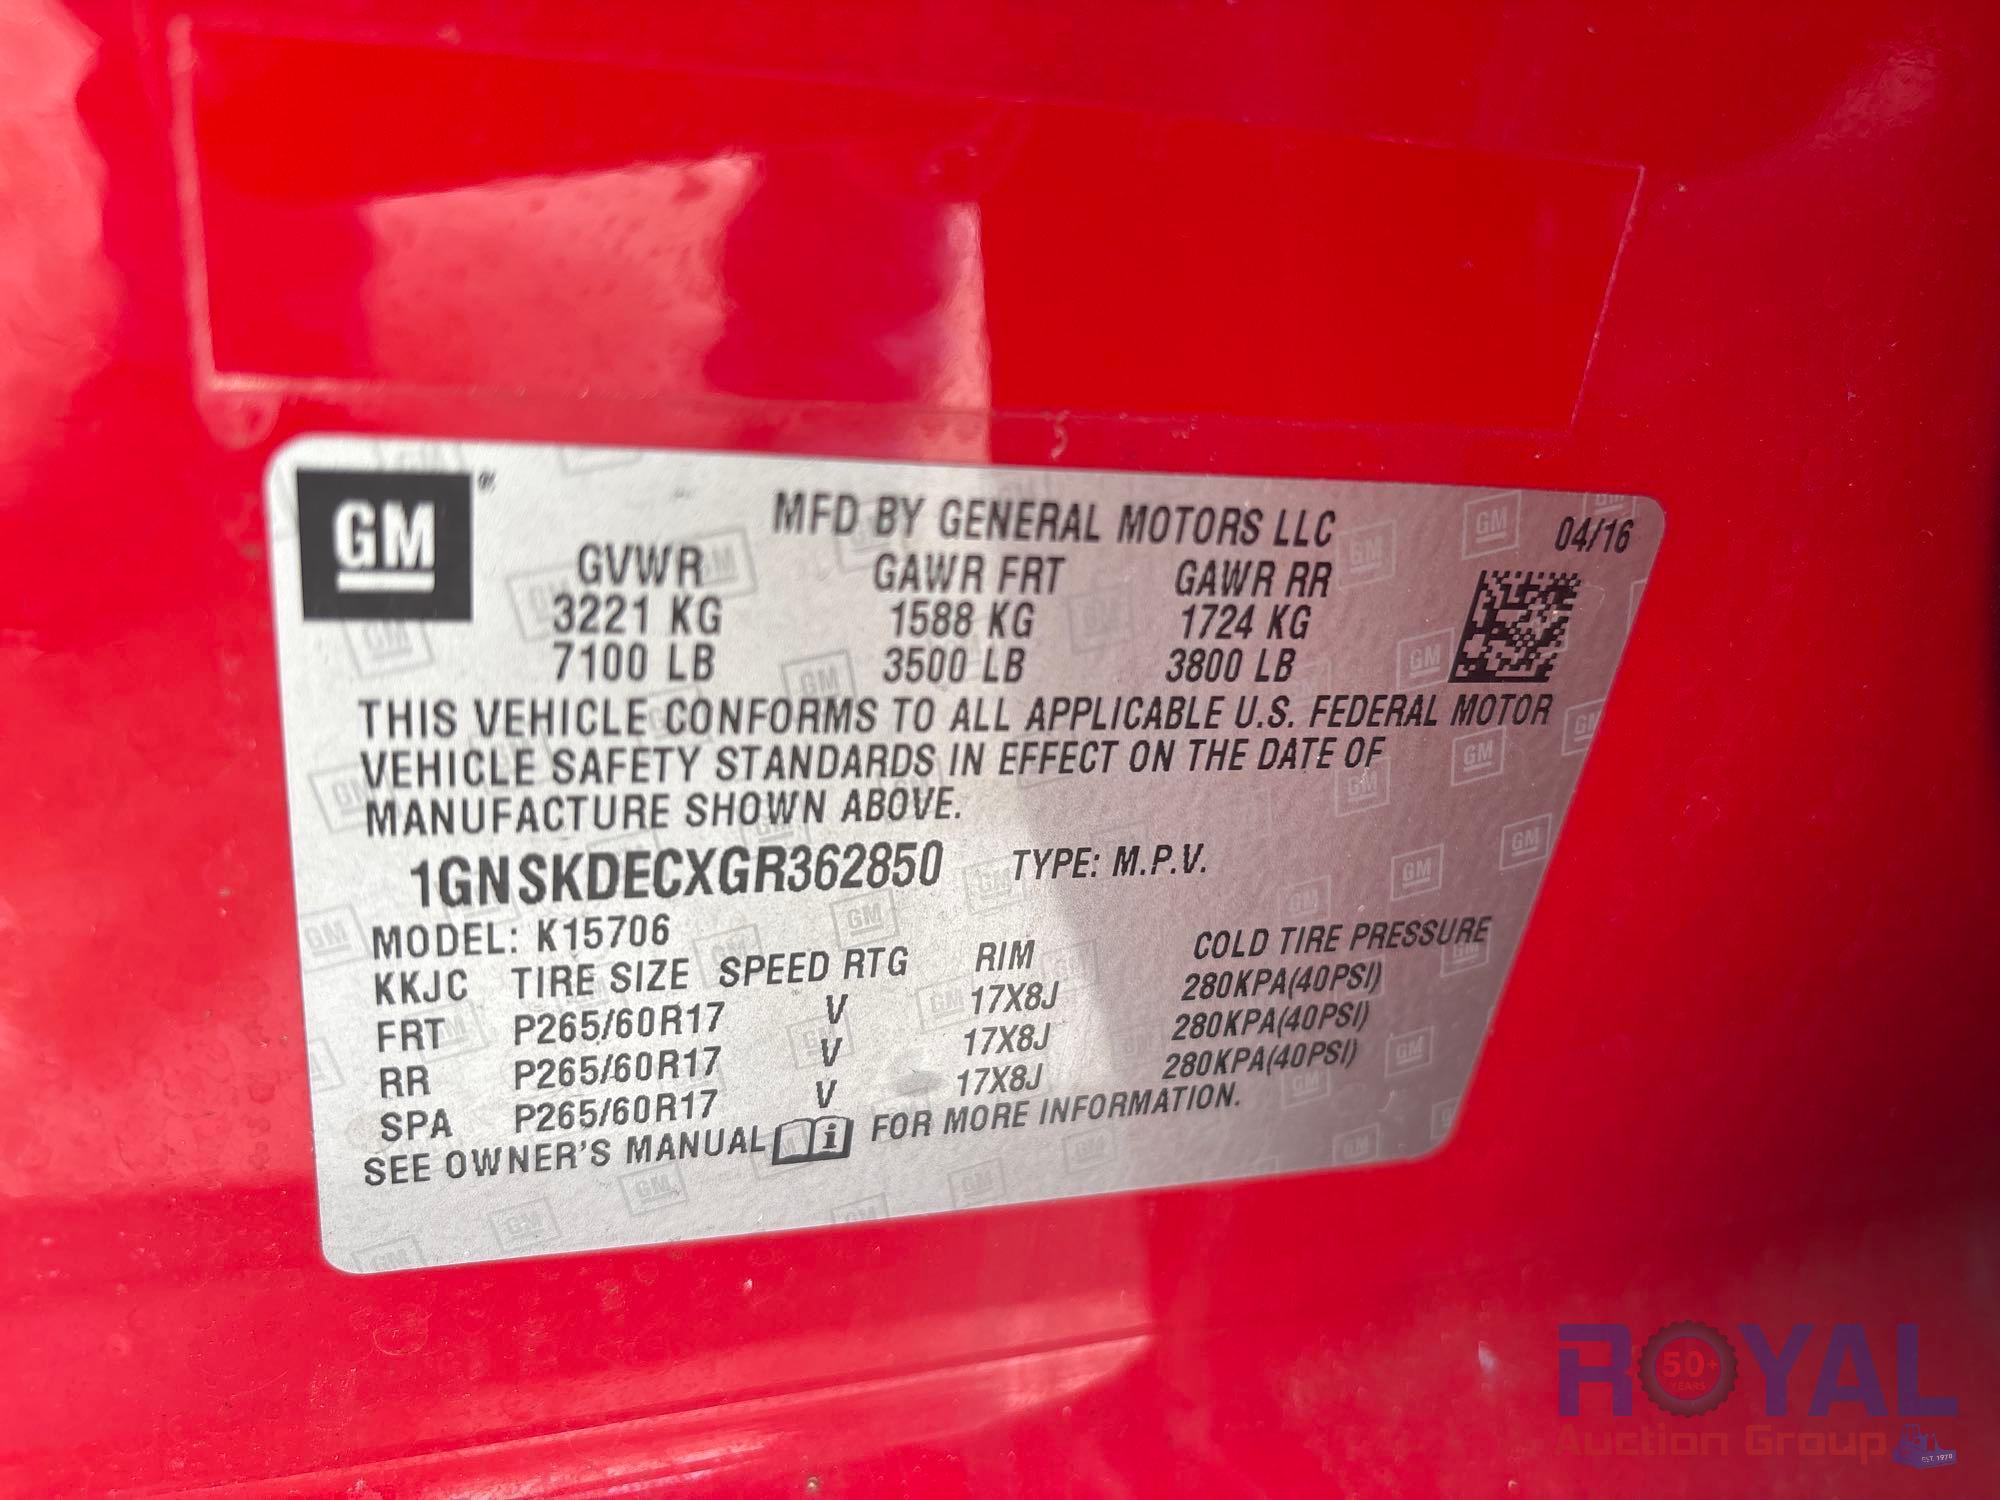 GM
MFD BY GENERAL MOTORS LLC 04/16
GVWR GAWR FRT GAWR RR
3221 KG 1588 KG 1724 KG
7100 LB 3500 LB 3800 LB
THIS VEHICLE CONFORMS TO ALL APPLICABLE U.S. FEDERAL MOTOR
VEHICLE SAFETY STANDARDS IN EFFECT ON THE DATE OF
MANUFACTURE SHOWN ABOVE.
1GNSKDECXGR362850 TYPE: M.P.V.
MODEL: K15706
KKJC TIRE SIZE SPEED RTG RIM COLD TIRE PRESSURE
FRT P265/60R17 V 17X8J 280KPA(40PSI)
RR P265/60R17 V 17X8J 280KPA(40PSI)
SPA P265/60R17 V 17X8J 280KPA(40PSI)
SEE OWNER'S MANUAL i FOR MORE INFORMATION.
ROYAL
50+
YEARS
Auction Group
EST. 1970